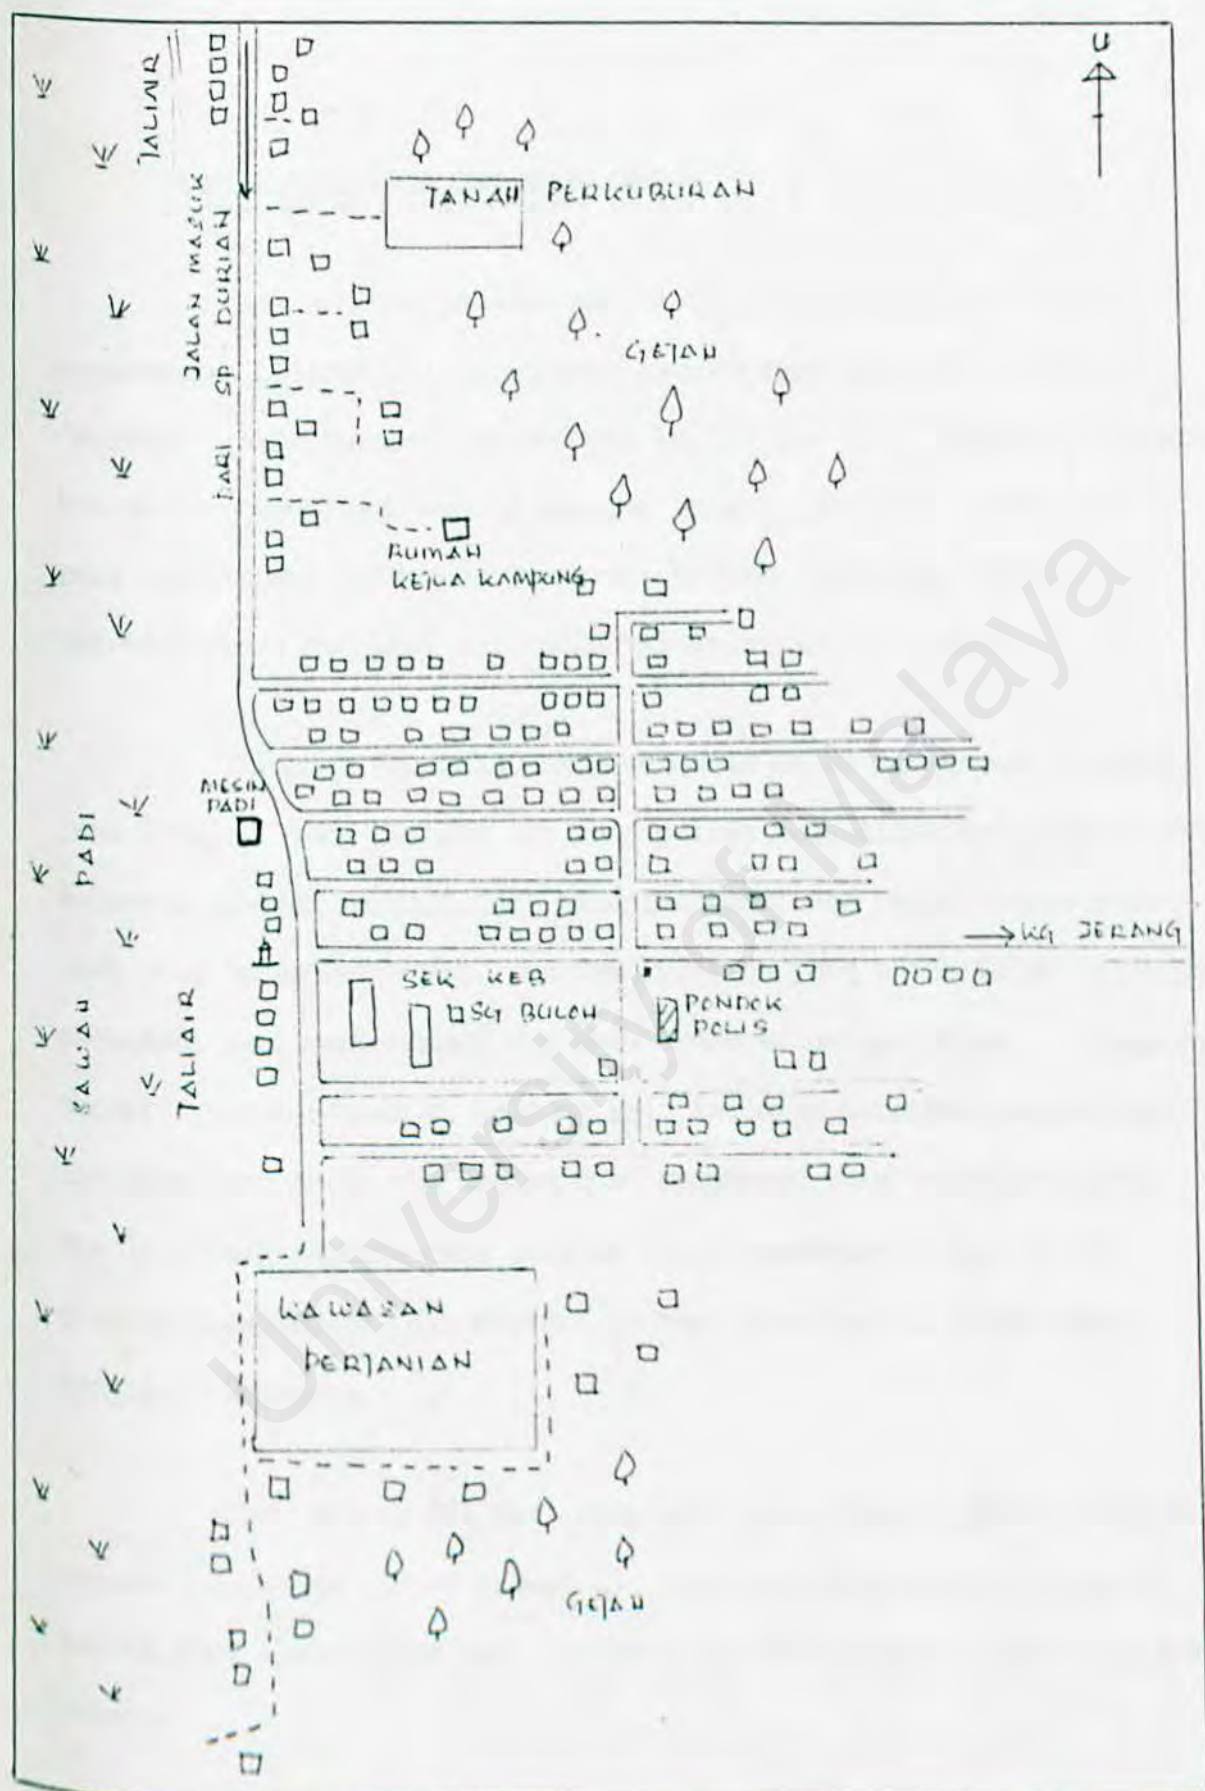 U
TALIAIR
JALAN MASUK
DARI SP DURIAN
TANAH PERKUBURAN
GETAH
RUMAH
KETUA KAMPUNG
MESIN
PADI
SAWAH PADI
TALIAIR
KG JERANG
SEK KEB
SG BULOH
PONDOK
POLIS
KAWASAN
PERTANIAN
GETAH
University of Malaya